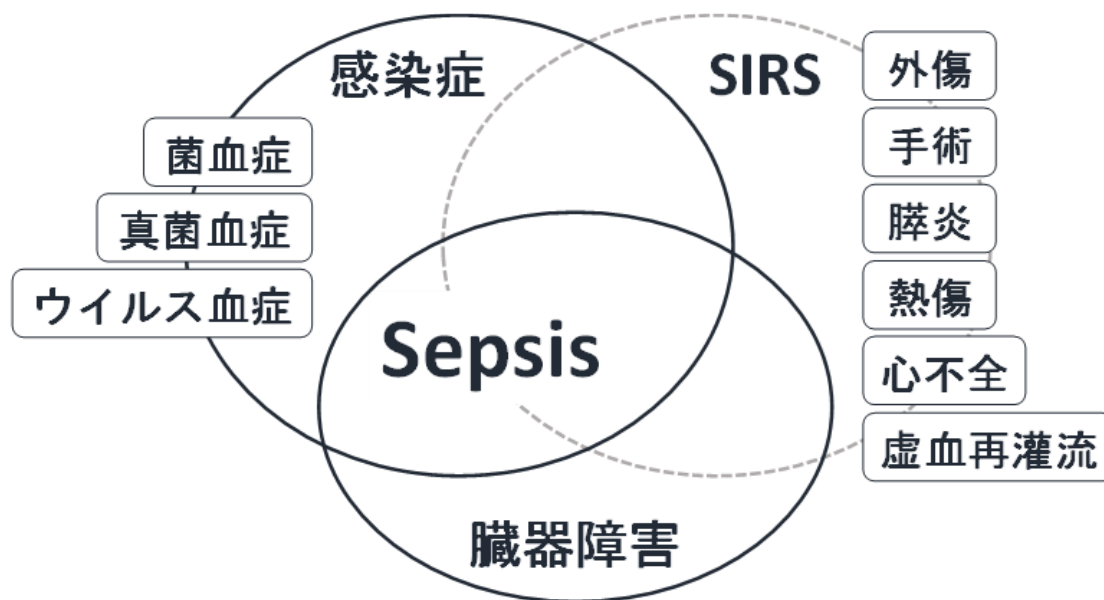 感染症
SIRS
菌血症
真菌血症
ウイルス血症
外傷
手術
膵炎
熱傷
心不全
虚血再灌流
Sepsis
臓器障害